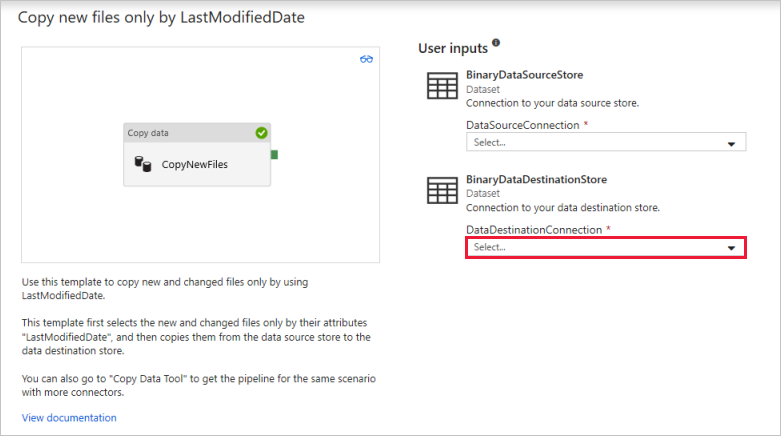 Copy new files only by LastModifiedDate
Copy data
CopyNewFiles
Use this template to copy new and changed files only by using
LastModifiedDate.
This template first selects the new and changed files only by their attributes
"LastModifiedDate", and then copies them from the data source store to the
data destination store.
You can also go to "Copy Data Tool" to get the pipeline for the same scenario
with more connectors.
View documentation
User inputs
BinaryDataSourceStore
Dataset
Connection to your data source store.
DataSourceConnection *
Select...
BinaryDataDestinationStore
Dataset
Connection to your data destination store.
DataDestinationConnection *
Select...